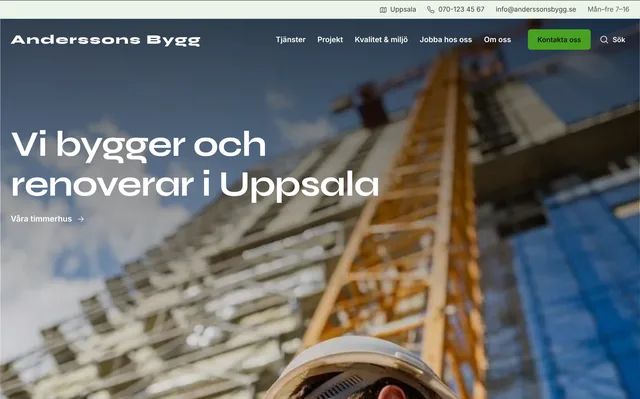 Uppsala
070-123 45 67
info@anderssonsbygg.se
Mån–fre 7–16
Anderssons Bygg
Tjänster
Projekt
Kvalitet & miljö
Jobba hos oss
Om oss
Kontakta oss
Sök
Vi bygger och
renoverar i Uppsala
Våra timmerhus →